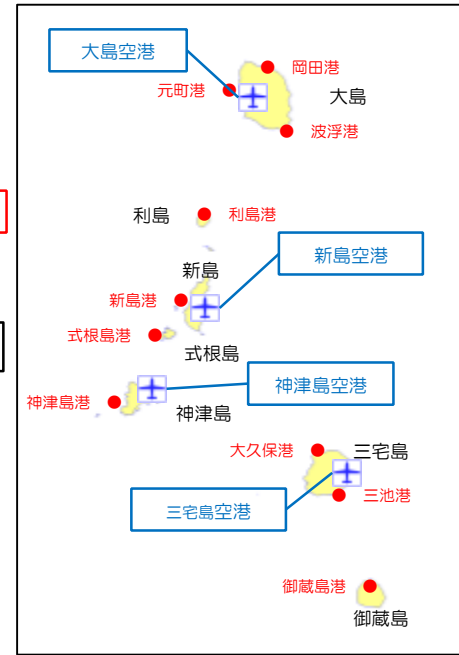 大島空港
岡田港
元町港
大島
波浮港
利島
利島港
新島空港
新島
新島港
式根島港
式根島
神津島空港
神津島港
神津島
大久保港
三宅島
三池港
三宅島空港
御蔵島港
御蔵島